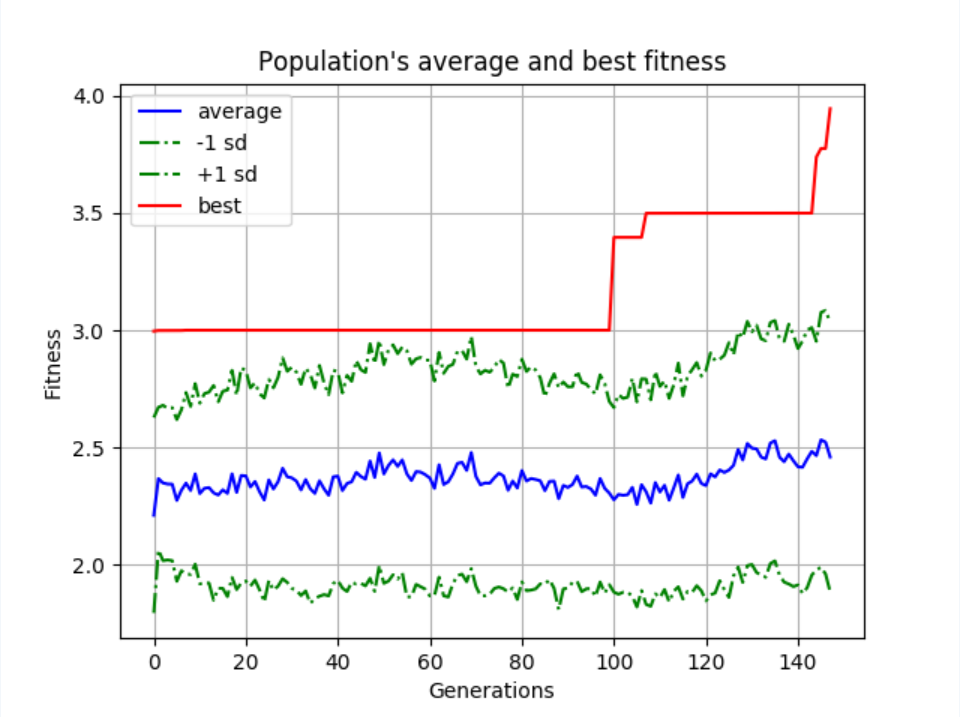 Population's average and best fitness
average
-1 sd
+1 sd
best
4.0
3.5
3.0
2.5
2.0
Fitness
0 20 40 60 80 100 120 140
Generations